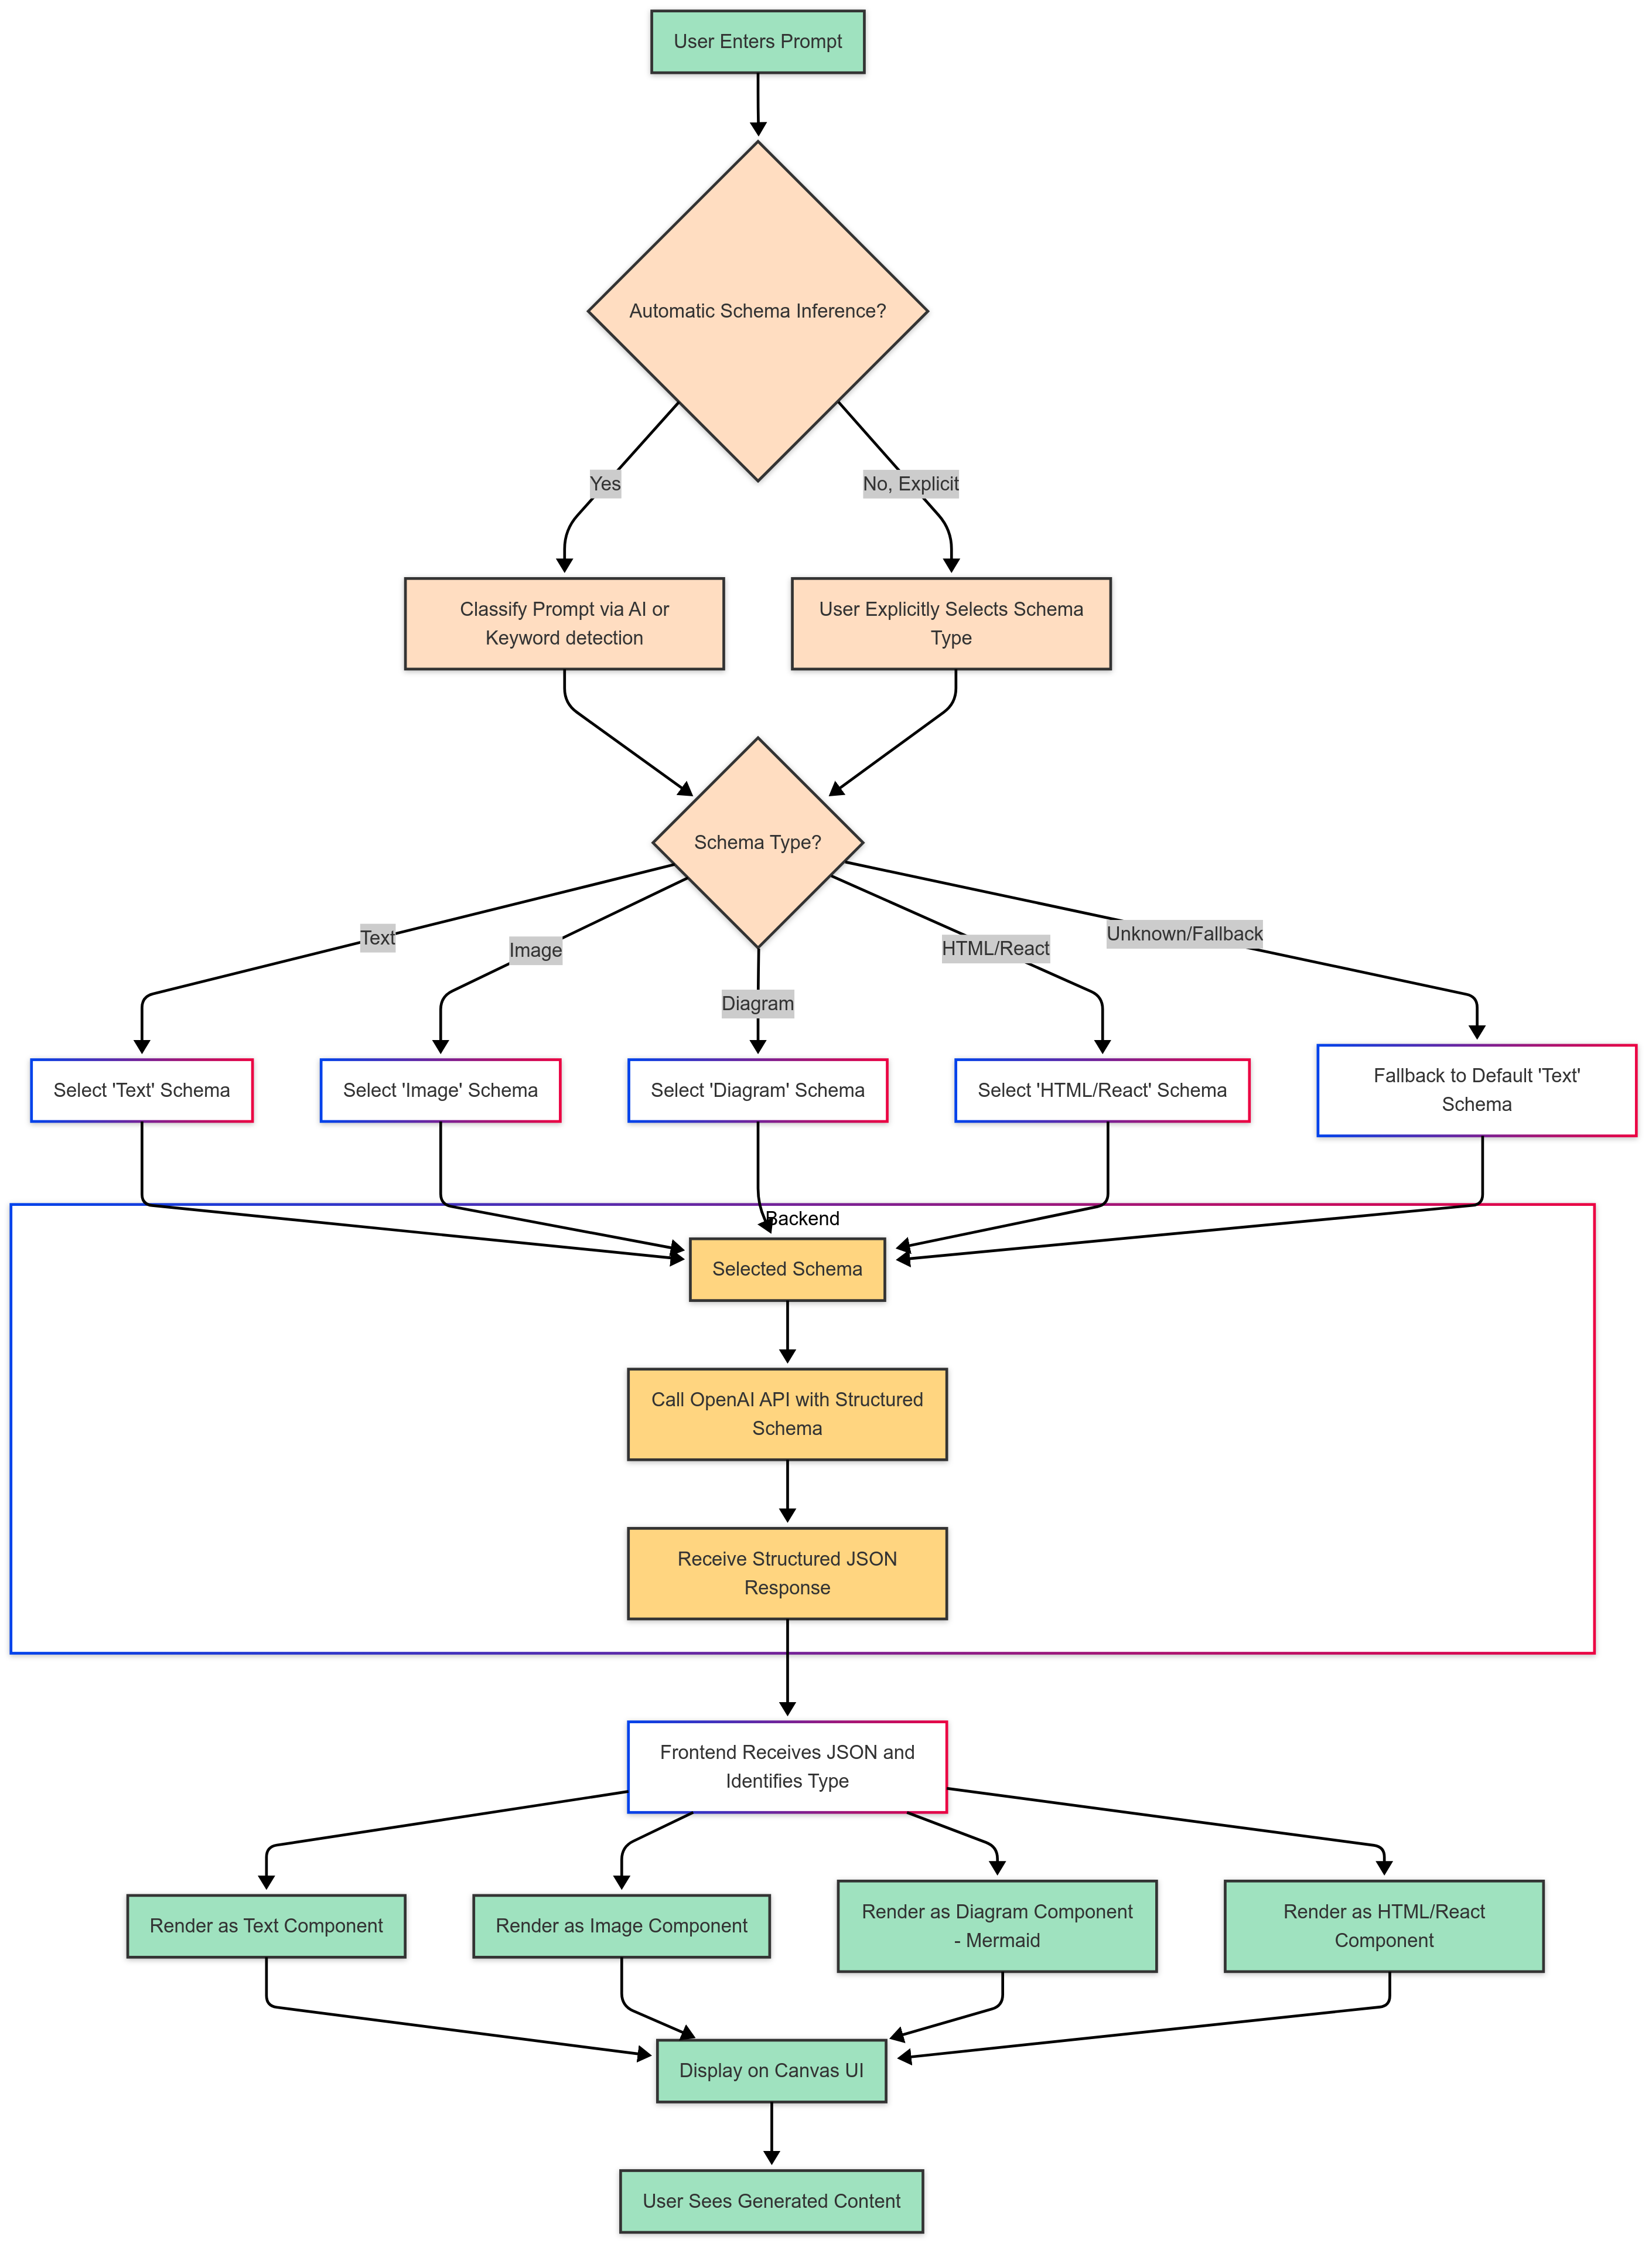 User Enters Prompt
Automatic Schema Inference?
Yes
No, Explicit
Classify Prompt via AI or
Keyword detection
User Explicitly Selects Schema
Type
Schema Type?
Text
Image
Diagram
HTML/React
Unknown/Fallback
Select 'Text' Schema
Select 'Image' Schema
Select 'Diagram' Schema
Select 'HTML/React' Schema
Fallback to Default 'Text'
Schema
Backend
Selected Schema
Call OpenAI API with Structured
Schema
Receive Structured JSON
Response
Frontend Receives JSON and
Identifies Type
Render as Text Component
Render as Image Component
Render as Diagram Component
- Mermaid
Render as HTML/React
Component
Display on Canvas UI
User Sees Generated Content